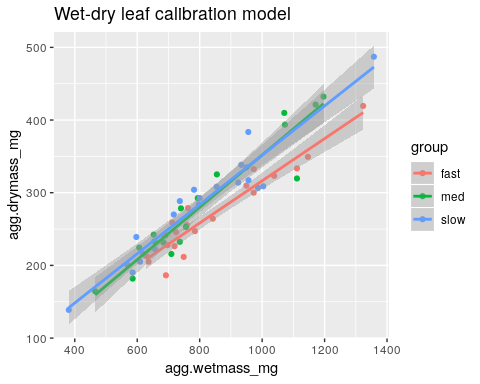 Wet-dry leaf calibration model
agg.drymass_mg
500
400
300
200
100
400 600 800 1000 1200 1400
agg.wetmass_mg
group
fast
med
slow